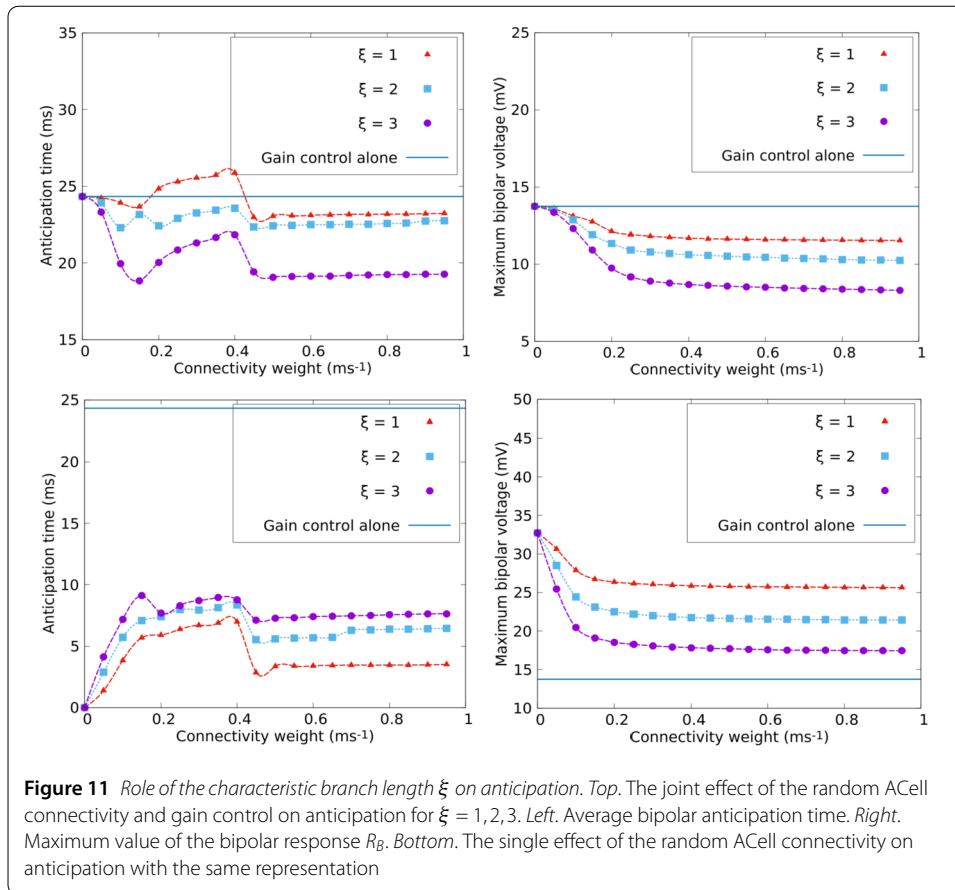 35
30
25
20
15
Anticipation time (ms)
ξ = 1
ξ = 2
ξ = 3
Gain control alone
0 0.2 0.4 0.6 0.8 1
Connectivity weight (ms-1)
25
20
15
10
5
Maximum bipolar voltage (mV)
ξ = 1
ξ = 2
ξ = 3
Gain control alone
0 0.2 0.4 0.6 0.8 1
Connectivity weight (ms-1)
25
20
15
10
5
0
Anticipation time (ms)
ξ = 1
ξ = 2
ξ = 3
Gain control alone
0 0.2 0.4 0.6 0.8 1
Connectivity weight (ms-1)
50
45
40
35
30
25
20
15
10
Maximum bipolar voltage (mV)
ξ = 1
ξ = 2
ξ = 3
Gain control alone
0 0.2 0.4 0.6 0.8 1
Connectivity weight (ms-1)
Figure 11 Role of the characteristic branch length ξ on anticipation. Top. The joint effect of the random ACell
connectivity and gain control on anticipation for ξ = 1,2,3. Left. Average bipolar anticipation time. Right.
Maximum value of the bipolar response RB. Bottom. The single effect of the random ACell connectivity on
anticipation with the same representation